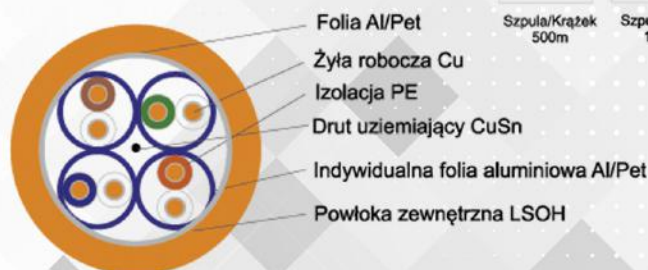 Folia Al/Pet
Żyła robocza Cu
Izolacja PE
Drut uziemiający CuSn
Indywidualna folia aluminiowa Al/Pet
Powłoka zewnętrzna LSOH
Szpula/Krążek
500m